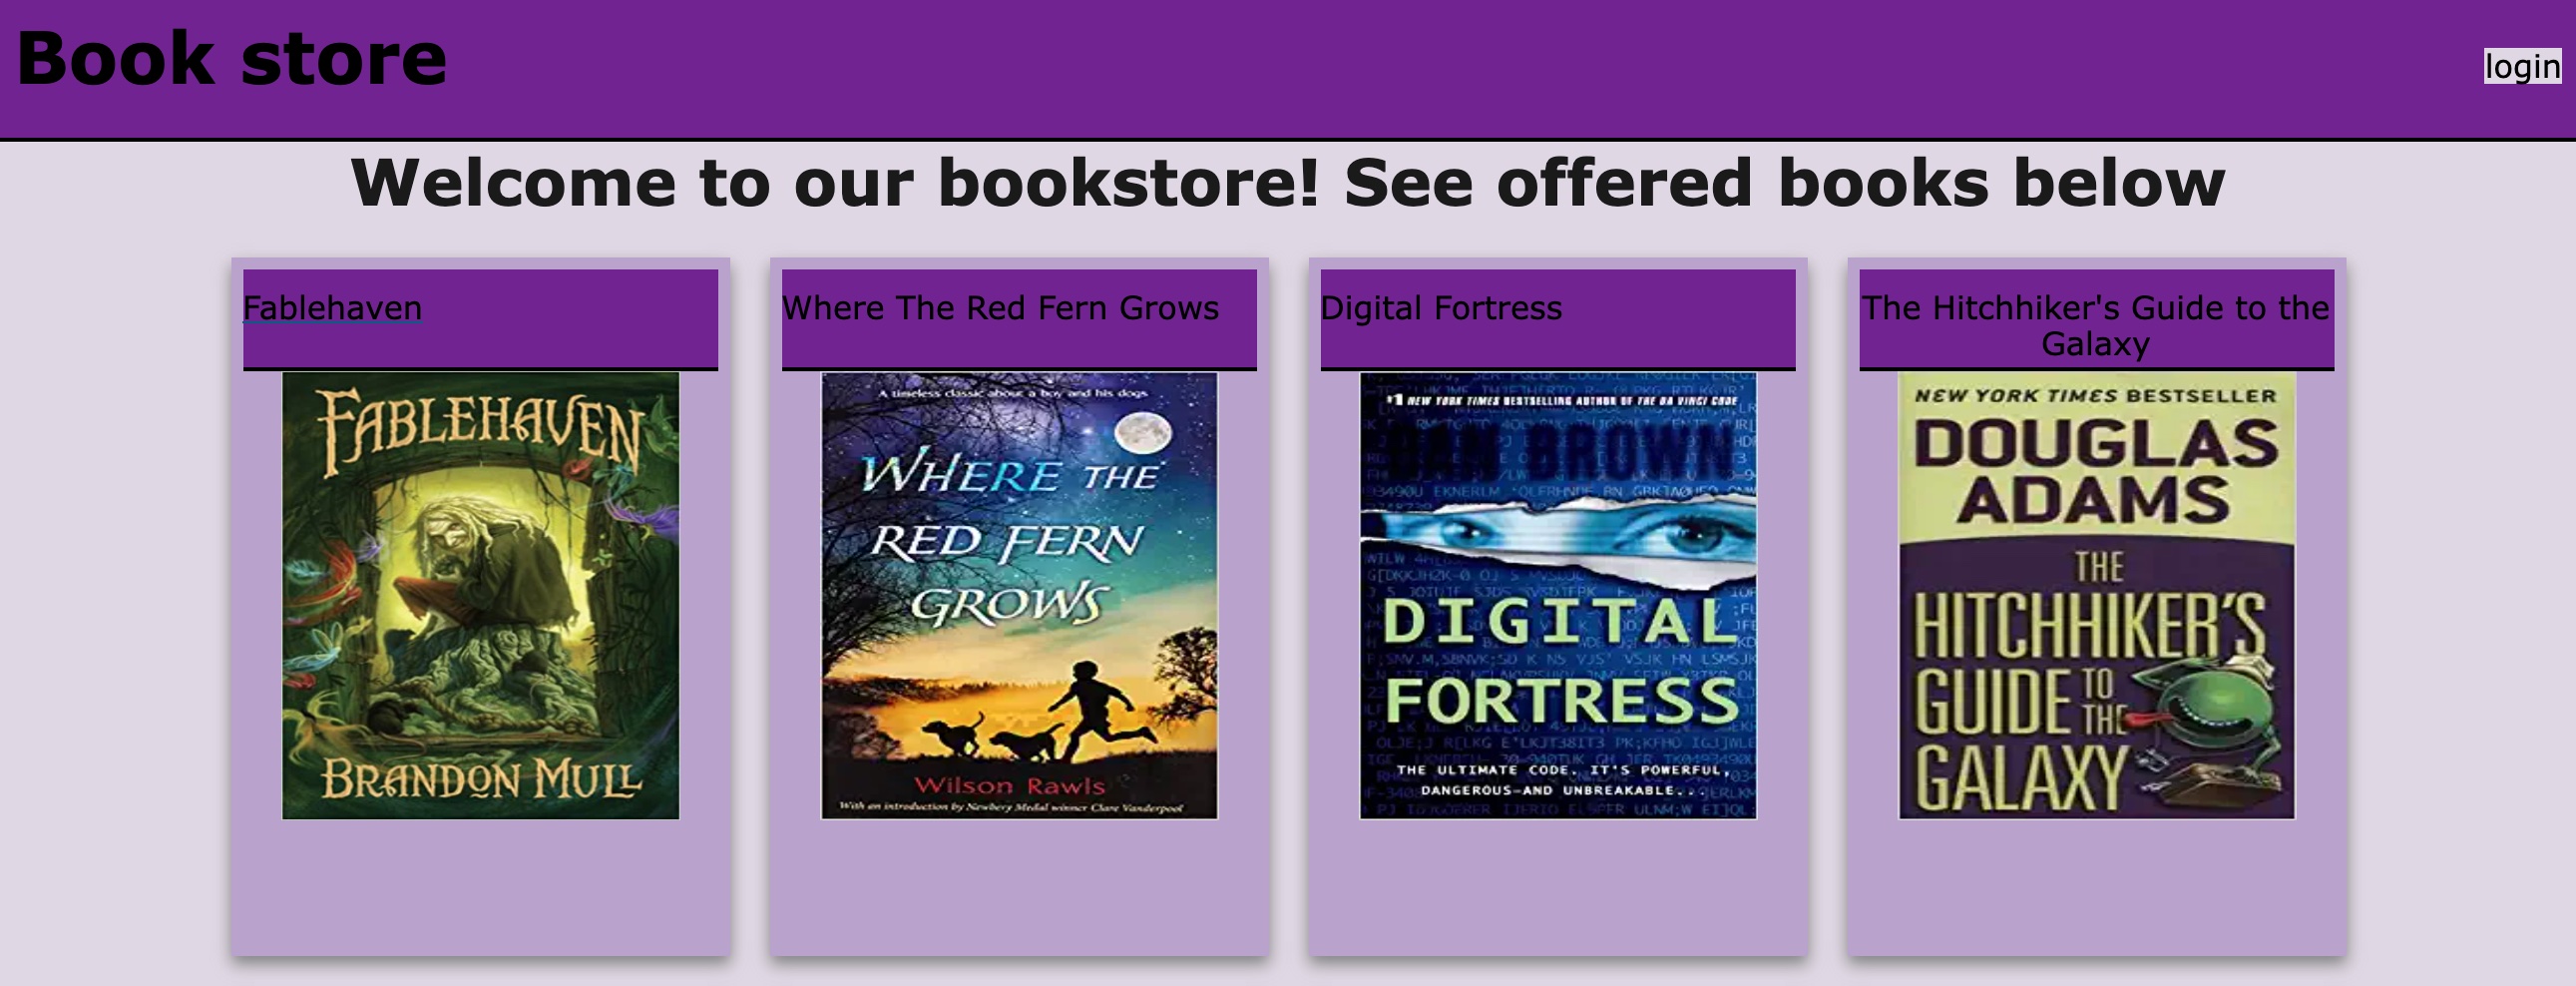 Book store
login
Welcome to our bookstore! See offered books below
Fablehaven
Where The Red Fern Grows
Digital Fortress
The Hitchhiker's Guide to the
Galaxy
FABLEHAVEN
BRANDON MULL
A timeless classic about a boy and his dogs
WHERE THE
RED FERN
GROWS
Wilson Rawls
With an introduction by Newbery Medal winner Clare Vanderpool
#1 NEW YORK TIMES BESTSELLING AUTHOR OF THE DA VINCI CODE
BROWN
DIGITAL
FORTRESS
THE ULTIMATE CODE. IT'S POWERFUL,
DANGEROUS—AND UNBREAKABLE...
NEW YORK TIMES BESTSELLER
DOUGLAS
ADAMS
THE
HITCHHIKER'S
GUIDE TO
THE
GALAXY